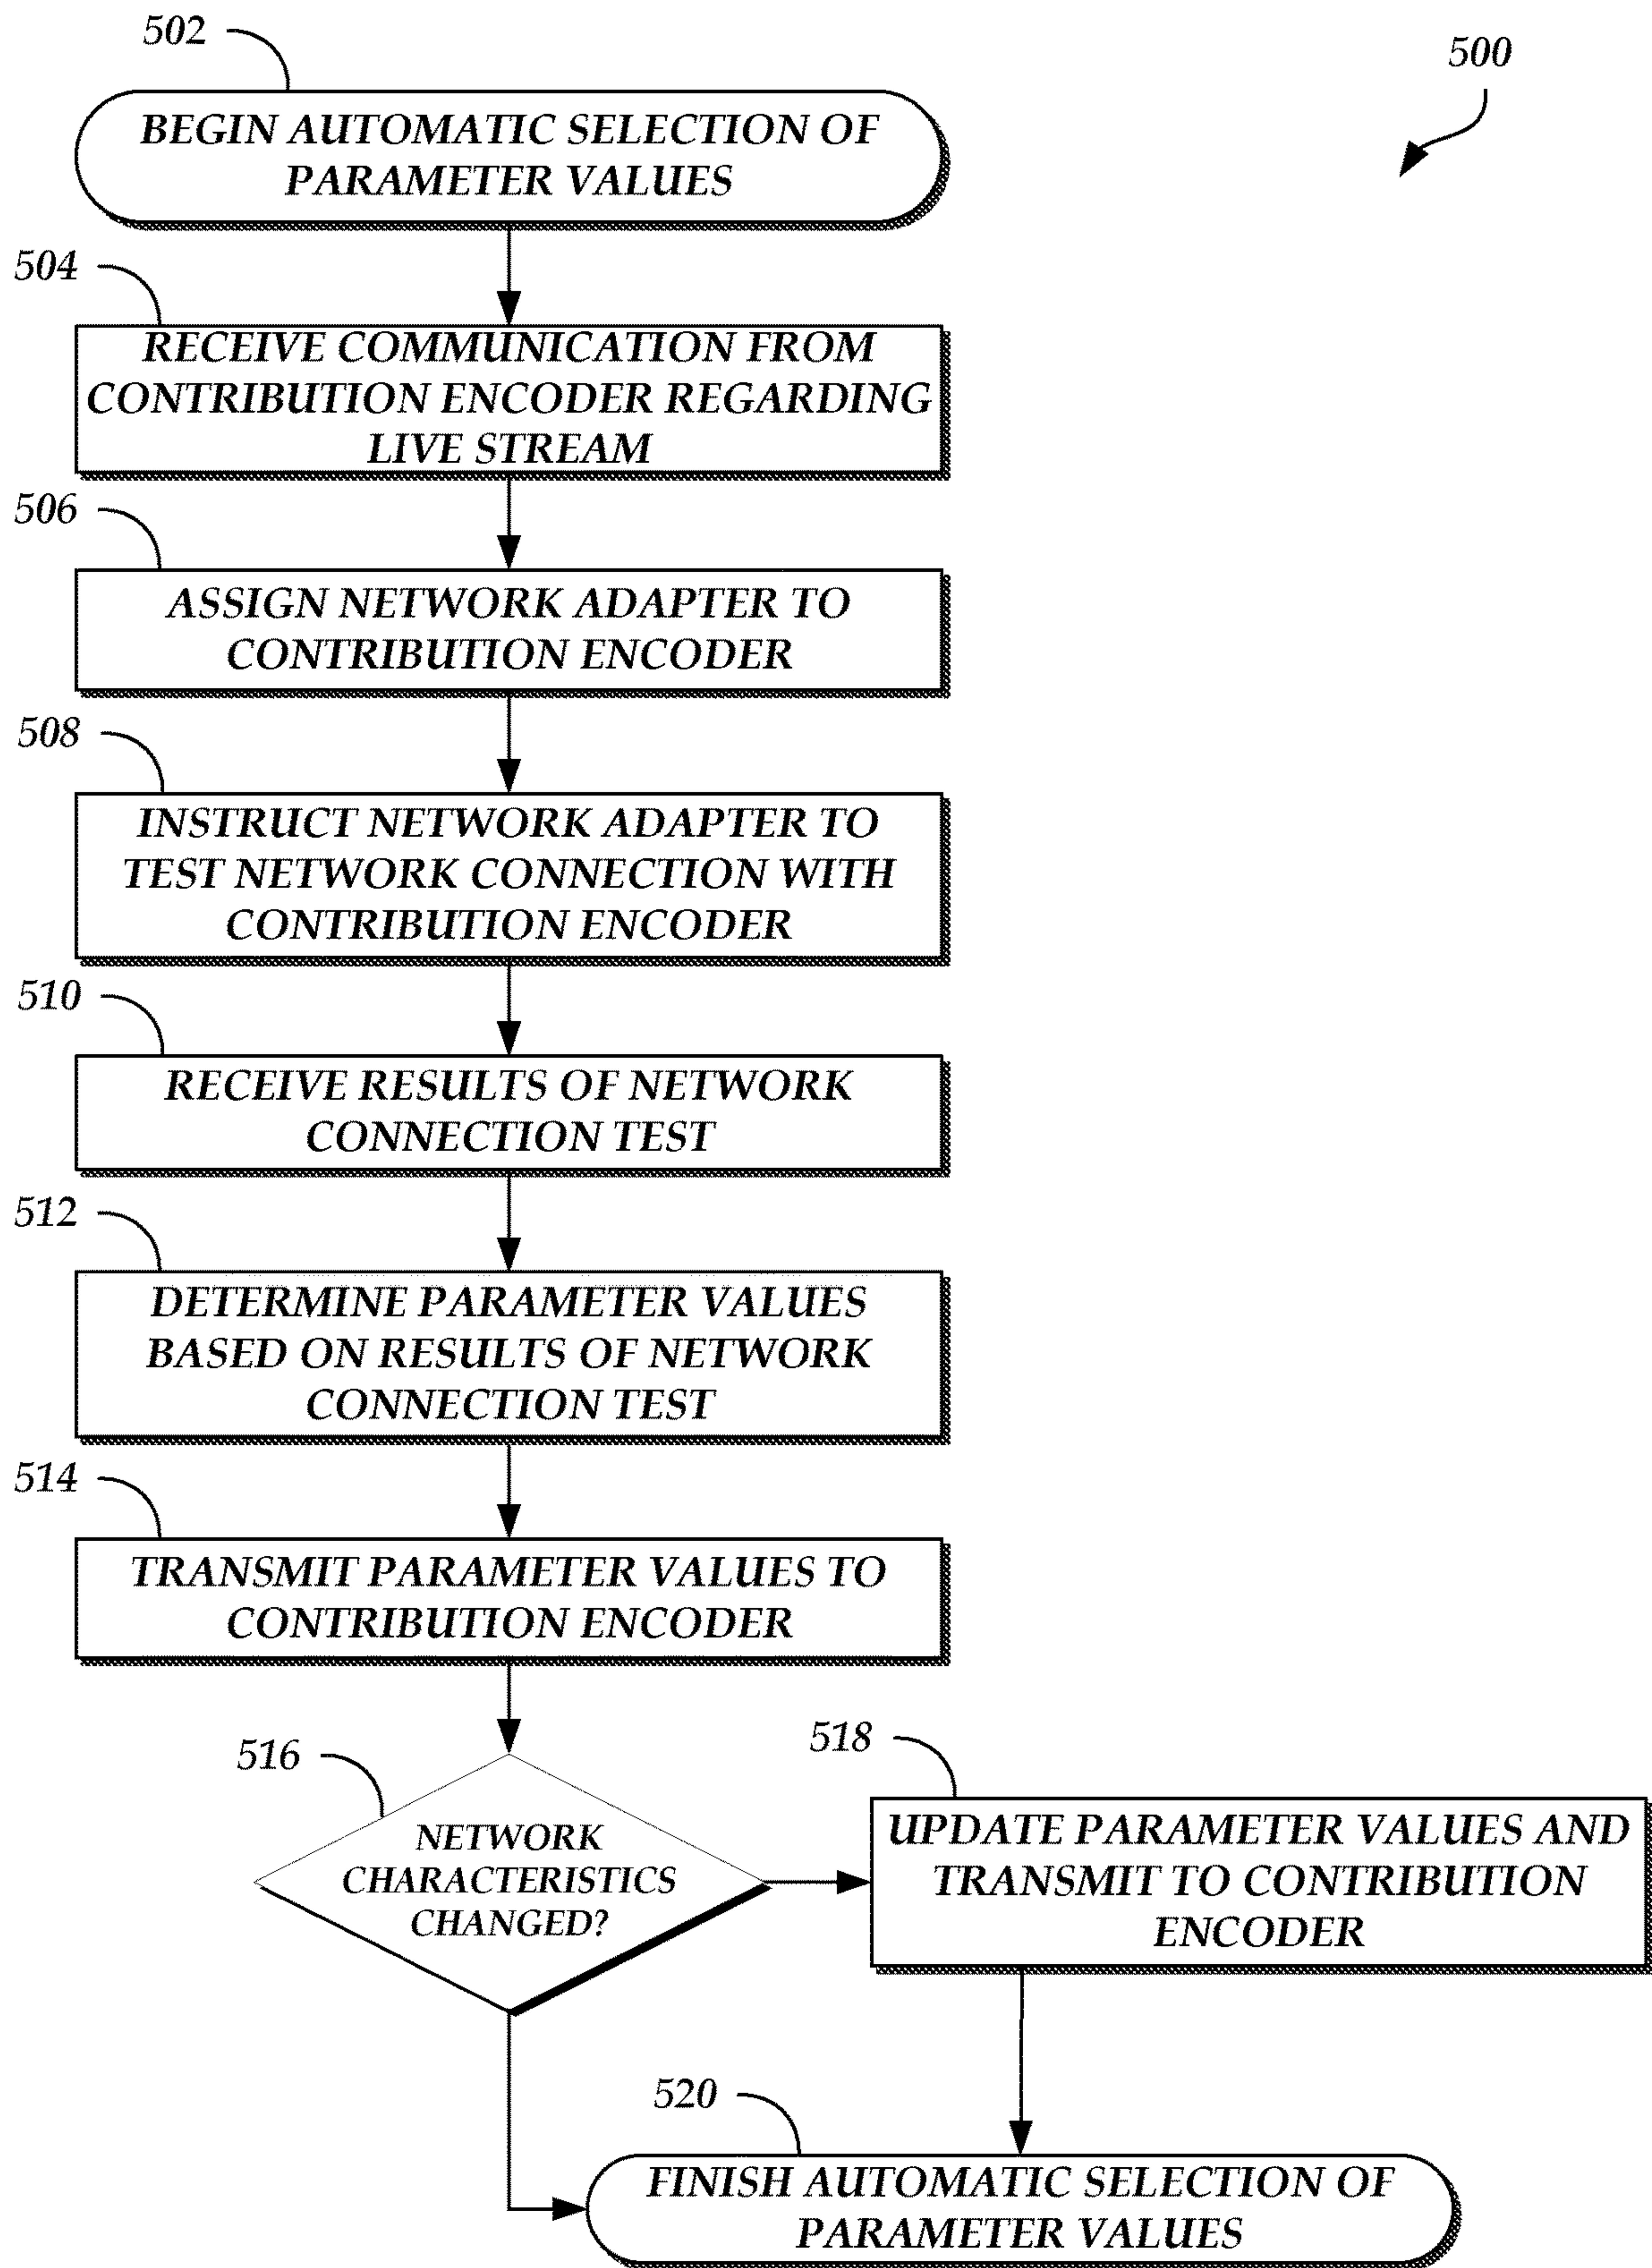 502
500
BEGIN AUTOMATIC SELECTION OF
PARAMETER VALUES
504
RECEIVE COMMUNICATION FROM
CONTRIBUTION ENCODER REGARDING
LIVE STREAM
506
ASSIGN NETWORK ADAPTER TO
CONTRIBUTION ENCODER
508
INSTRUCT NETWORK ADAPTER TO
TEST NETWORK CONNECTION WITH
CONTRIBUTION ENCODER
510
RECEIVE RESULTS OF NETWORK
CONNECTION TEST
512
DETERMINE PARAMETER VALUES
BASED ON RESULTS OF NETWORK
CONNECTION TEST
514
TRANSMIT PARAMETER VALUES TO
CONTRIBUTION ENCODER
516
NETWORK
CHARACTERISTICS
CHANGED?
518
UPDATE PARAMETER VALUES AND
TRANSMIT TO CONTRIBUTION
ENCODER
520
FINISH AUTOMATIC SELECTION OF
PARAMETER VALUES